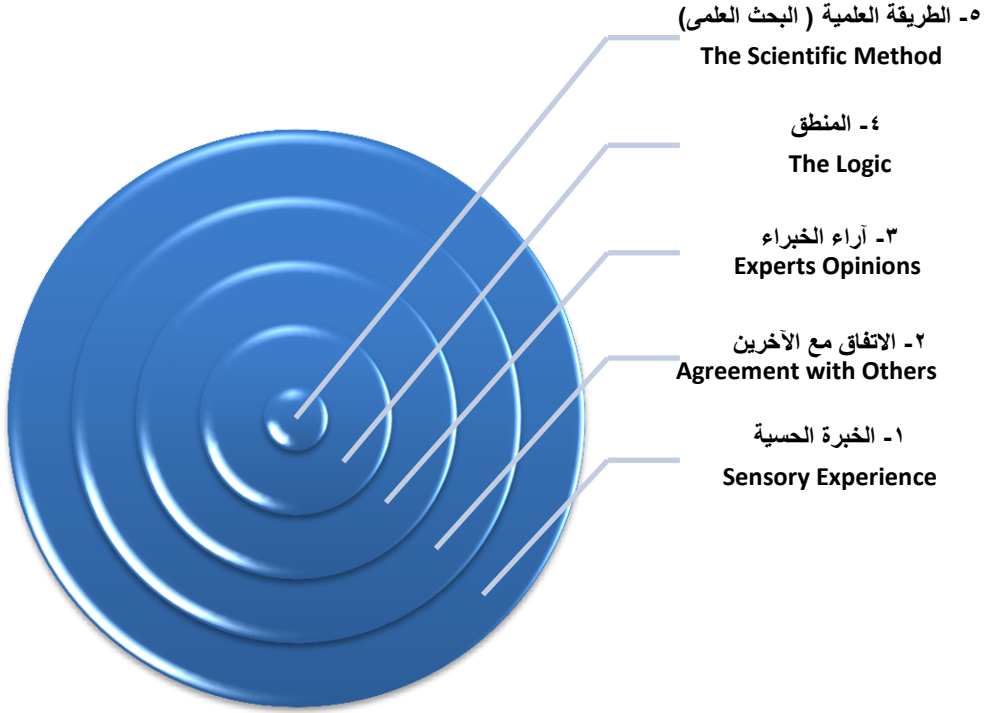 ٥- الطريقة العلمية ( البحث العلمى)
The Scientific Method
٤- المنطق
The Logic
٣- آراء الخبراء
Experts Opinions
٢- الاتفاق مع الآخرين
Agreement with Others
١- الخبرة الحسية
Sensory Experience